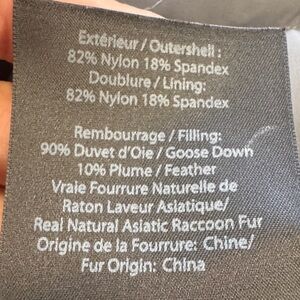 Extérieur / Outershell :
82% Nylon 18% Spandex
Doublure / Lining:
82% Nylon 18% Spandex
Rembourrage / Filling:
90% Duvet d'Oie / Goose Down
10% Plume / Feather
Vraie Fourrure Naturelle de
Raton Laveur Asiatique/
Real Natural Asiatic Raccoon Fur
Origine de la Fourrure: Chine/
Fur Origin: China